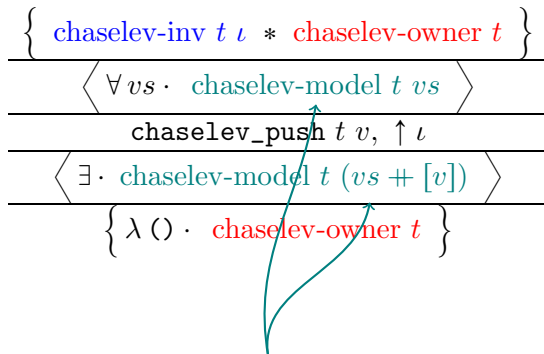 { chaselev-inv t ι ∗ chaselev-owner t }
⟨ ∀ vs · chaselev-model t vs ⟩
chaselev_push t v, ↑ ι
⟨ ∃ · chaselev-model t (vs ⧺ [v]) ⟩
{ λ () · chaselev-owner t }